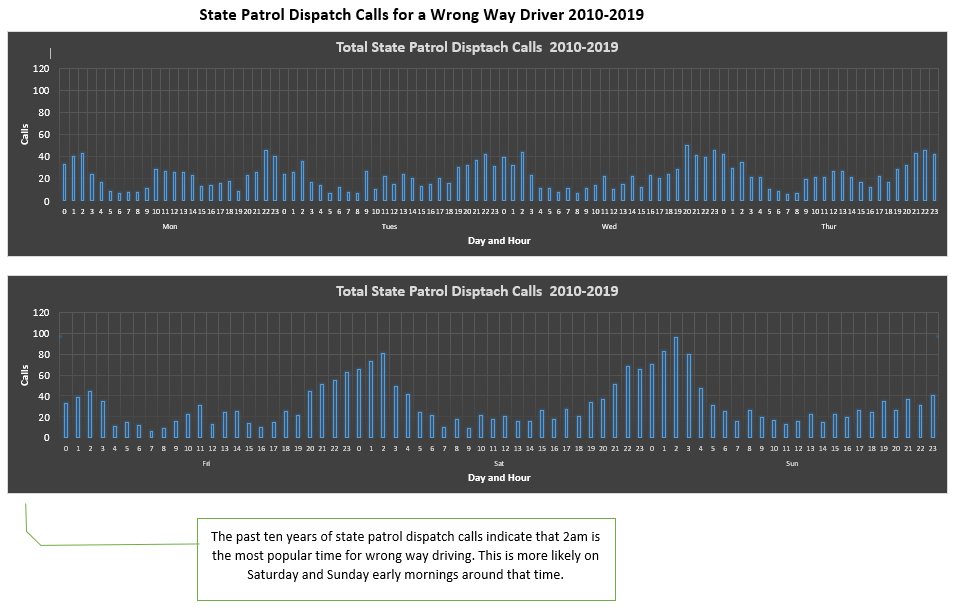 State Patrol Dispatch Calls for a Wrong Way Driver 2010-2019
Total State Patrol Disptach Calls 2010-2019
120
100
80
60
40
20
0
Calls
0 1 2 3 4 5 6 7 8 9 10 11 12 13 14 15 16 17 18 19 20 21 22 23 0 1 2 3 4 5 6 7 8 9 10 11 12 13 14 15 16 17 18 19 20 21 22 23 0 1 2 3 4 5 6 7 8 9 10 11 12 13 14 15 16 17 18 19 20 21 22 23 0 1 2 3 4 5 6 7 8 9 10 11 12 13 14 15 16 17 18 19 20 21 22 23
Mon Tues Wed Thur
Day and Hour
Total State Patrol Disptach Calls 2010-2019
120
100
80
60
40
20
0
Calls
0 1 2 3 4 5 6 7 8 9 10 11 12 13 14 15 16 17 18 19 20 21 22 23 0 1 2 3 4 5 6 7 8 9 10 11 12 13 14 15 16 17 18 19 20 21 22 23 0 1 2 3 4 5 6 7 8 9 10 11 12 13 14 15 16 17 18 19 20 21 22 23
Fri Sat Sun
Day and Hour
The past ten years of state patrol dispatch calls indicate that 2am is
the most popular time for wrong way driving. This is more likely on
Saturday and Sunday early mornings around that time.